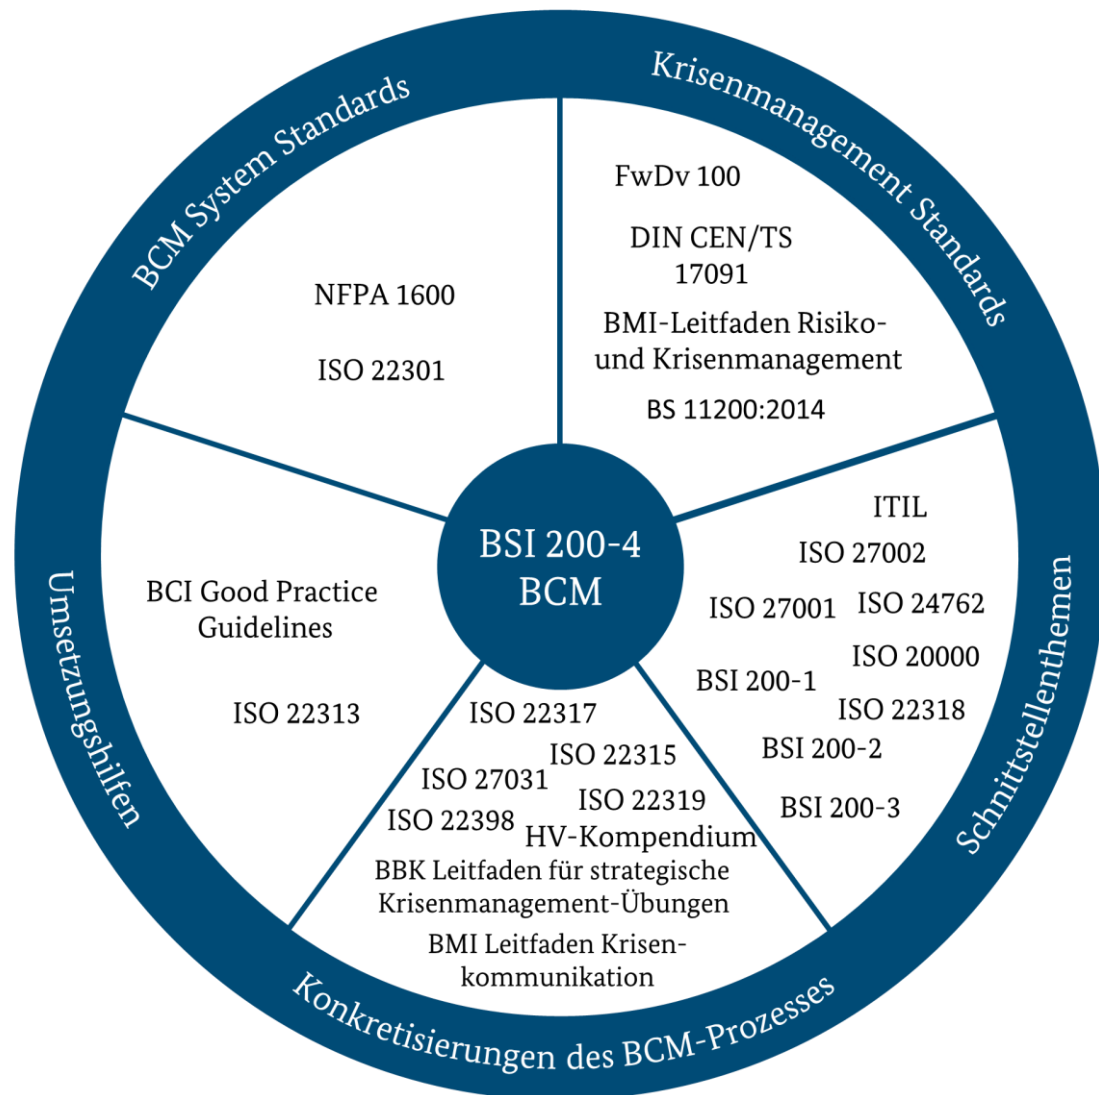 BCM System Standards
NFPA 1600
ISO 22301
Krisenmanagement Standards
FwDv 100
DIN CEN/TS
17091
BMI-Leitfaden Risiko-
und Krisenmanagement
BS 11200:2014
BSI 200-4
BCM
Schnittstellenthemen
ITIL
ISO 27002
ISO 27001
ISO 24762
ISO 20000
BSI 200-1
ISO 22318
BSI 200-2
BSI 200-3
Konkretisierungen des BCM-Prozesses
ISO 22317
ISO 22315
ISO 27031
ISO 22319
ISO 22398
HV-Kompendium
BBK Leitfaden für strategische
Krisenmanagement-Übungen
BMI Leitfaden Krisen-
kommunikation
Umsetzungshilfen
BCI Good Practice
Guidelines
ISO 22313